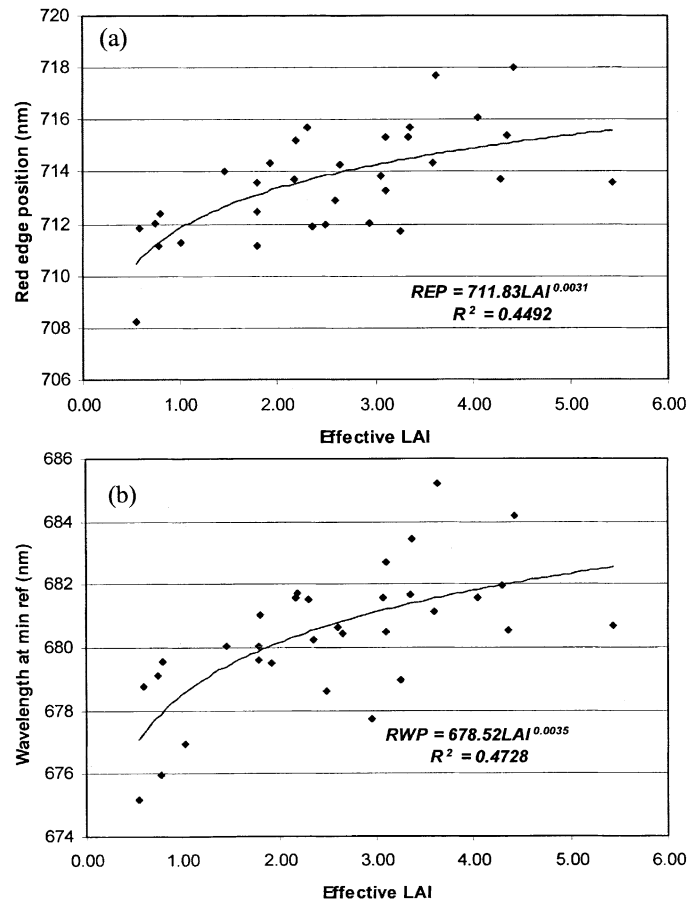 (a)
720
718
716
714
712
710
708
706
Red edge position (nm)
REP = 711.83LAI^0.0031
R² = 0.4492
0.00 1.00 2.00 3.00 4.00 5.00 6.00
Effective LAI
(b)
686
684
682
680
678
676
674
Wavelength at min ref (nm)
RWP = 678.52LAI^0.0035
R² = 0.4728
0.00 1.00 2.00 3.00 4.00 5.00 6.00
Effective LAI